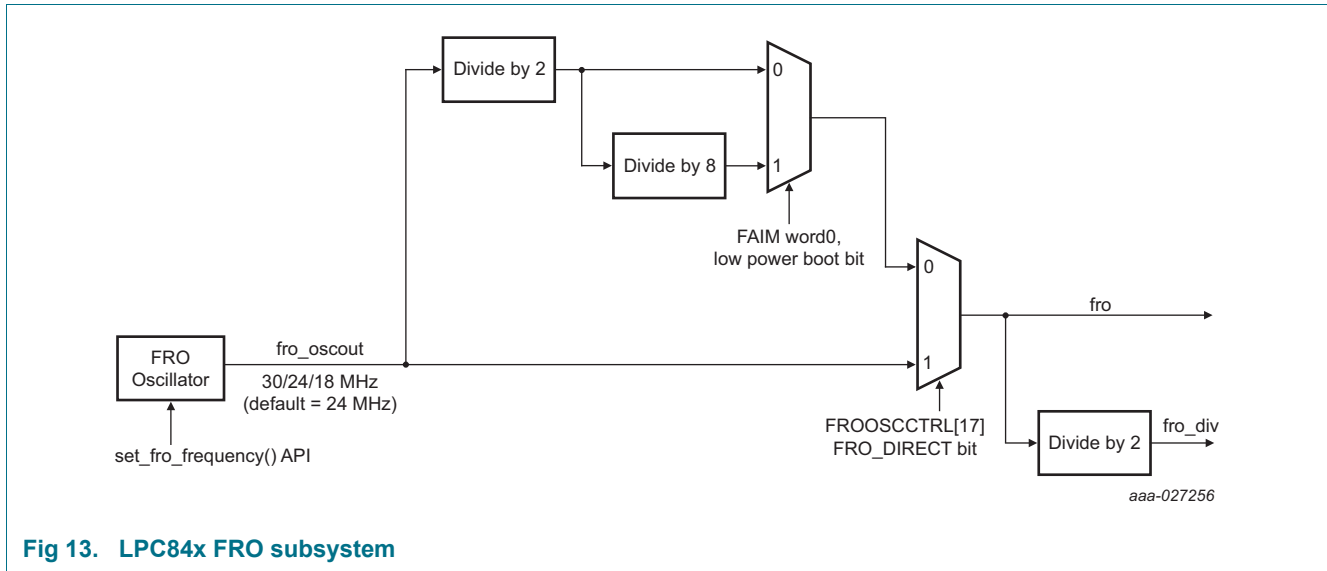 Divide by 2
0
Divide by 8
1
FAIM word0,
low power boot bit
0
fro
FRO
Oscillator
fro_oscout
30/24/18 MHz
(default = 24 MHz)
1
set_fro_frequency() API
FROOSCCTRL[17]
FRO_DIRECT bit
Divide by 2
fro_div
aaa-027256
Fig 13. LPC84x FRO subsystem